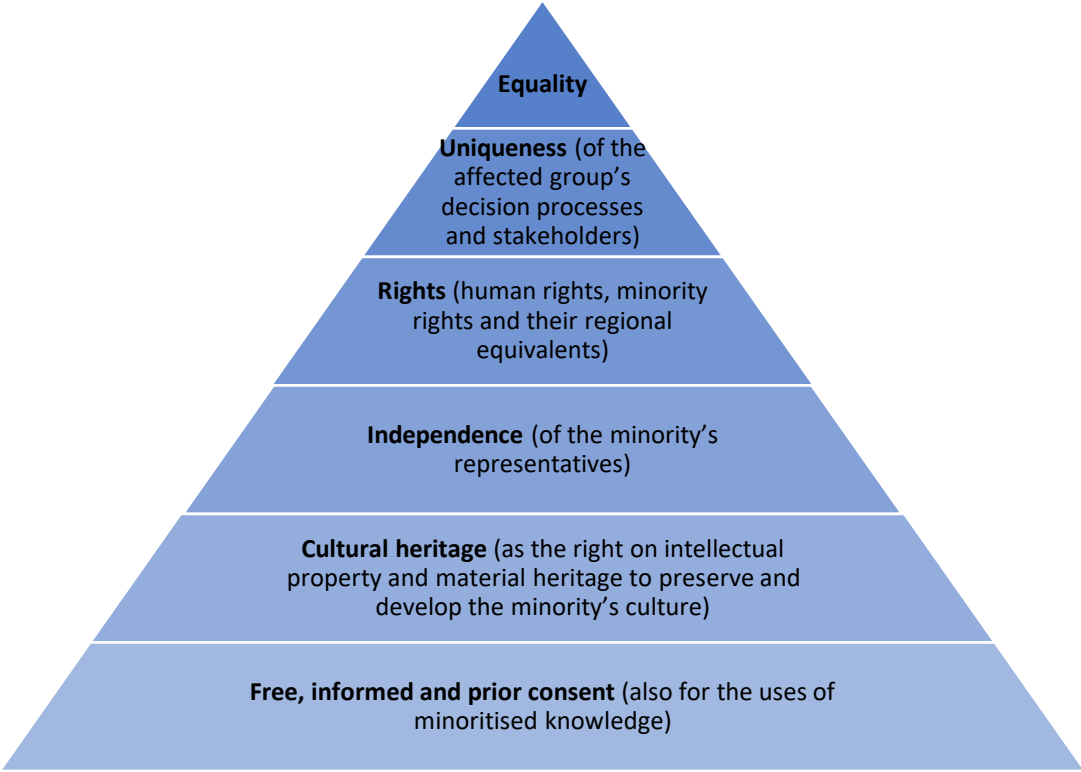 Equality
Uniqueness (of the
affected group’s
decision processes
and stakeholders)
Rights (human rights, minority
rights and their regional
equivalents)
Independence (of the minority’s
representatives)
Cultural heritage (as the right on intellectual
property and material heritage to preserve and
develop the minority’s culture)
Free, informed and prior consent (also for the uses of
minoritised knowledge)